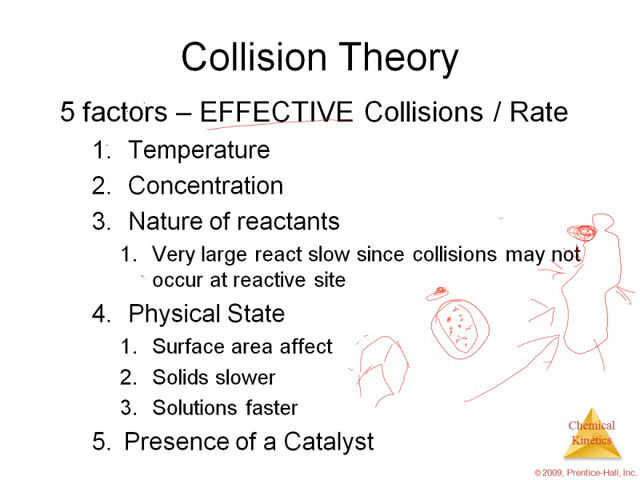 Collision Theory
5 factors – EFFECTIVE Collisions / Rate
1. Temperature
2. Concentration
3. Nature of reactants
1. Very large react slow since collisions may not
occur at reactive site
4. Physical State
1. Surface area affect
2. Solids slower
3. Solutions faster
5. Presence of a Catalyst
Chemical
Kinetics
© 2009, Prentice-Hall, Inc.